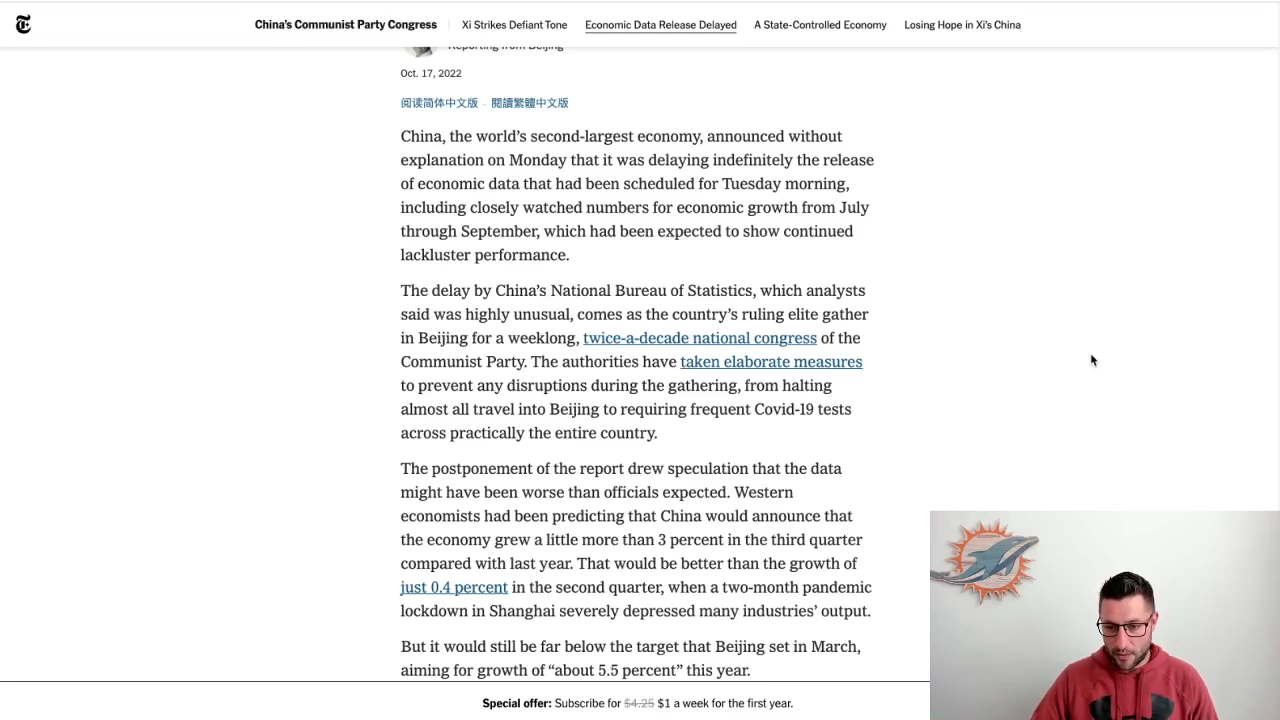 China's Communist Party Congress
Xi Strikes Defiant Tone
Economic Data Release Delayed
A State-Controlled Economy
Losing Hope in Xi's China
Reporting from Beijing
Oct. 17, 2022
阅读简体中文版 · 閱讀繁體中文版
China, the world's second-largest economy, announced without
explanation on Monday that it was delaying indefinitely the release
of economic data that had been scheduled for Tuesday morning,
including closely watched numbers for economic growth from July
through September, which had been expected to show continued
lackluster performance.
The delay by China's National Bureau of Statistics, which analysts
said was highly unusual, comes as the country's ruling elite gather
in Beijing for a weeklong, twice-a-decade national congress of the
Communist Party. The authorities have taken elaborate measures
to prevent any disruptions during the gathering, from halting
almost all travel into Beijing to requiring frequent Covid-19 tests
across practically the entire country.
The postponement of the report drew speculation that the data
might have been worse than officials expected. Western
economists had been predicting that China would announce that
the economy grew a little more than 3 percent in the third quarter
compared with last year. That would be better than the growth of
just 0.4 percent in the second quarter, when a two-month pandemic
lockdown in Shanghai severely depressed many industries' output.
But it would still be far below the target that Beijing set in March,
aiming for growth of “about 5.5 percent” this year.
Special offer: Subscribe for $4.25 $1 a week for the first year.